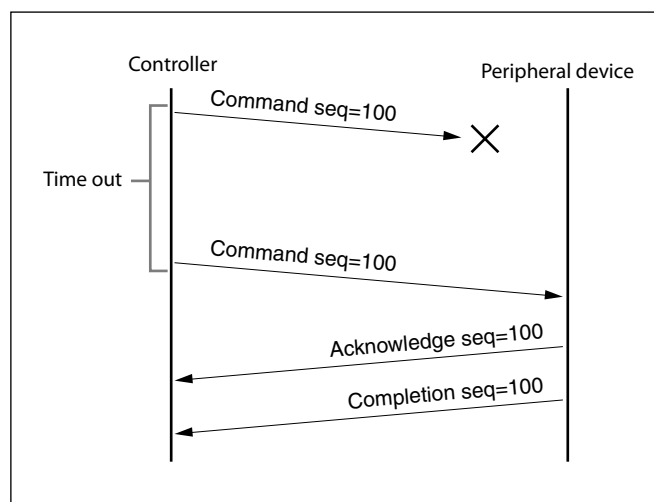 Controller
Peripheral device
Command seq=100
Time out
Command seq=100
Acknowledge seq=100
Completion seq=100